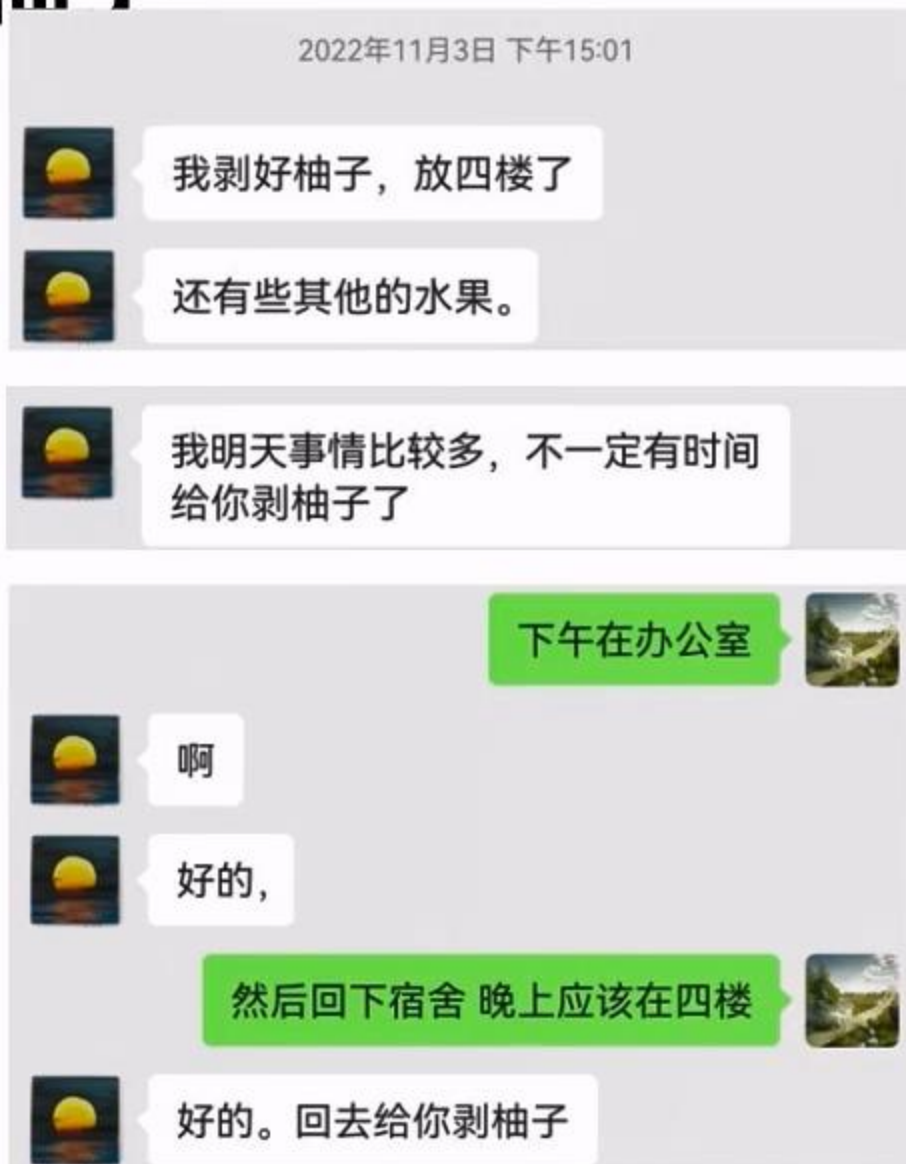 2022年11月3日 下午15:01
我剥好柚子，放四楼了
还有些其他的水果。
我明天事情比较多，不一定有时间
给你剥柚子了
下午在办公室
啊
好的，
然后回下宿舍 晚上应该在四楼
好的。回去给你剥柚子